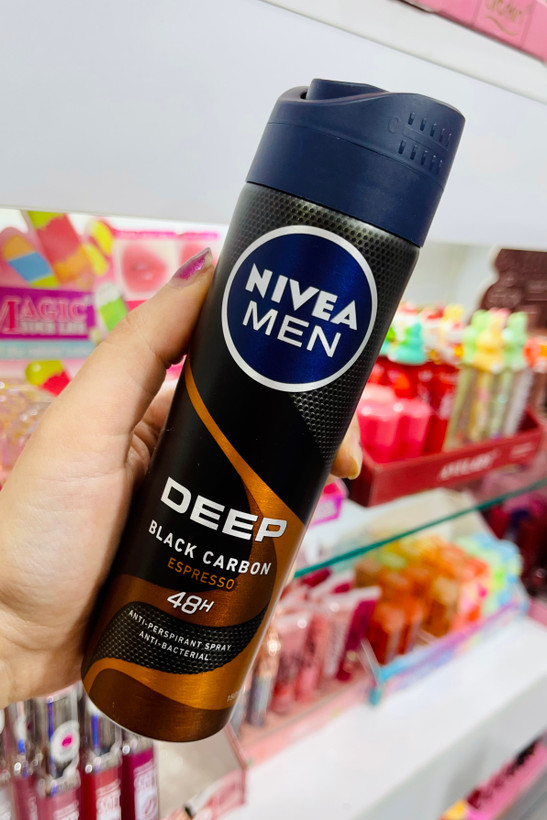 MAGIC
NIVEA
MEN
DEEP
BLACK CARBON
ESPRESSO
48H
ANTI-PERSPIRANT SPRAY
ANTI-BACTERIAL